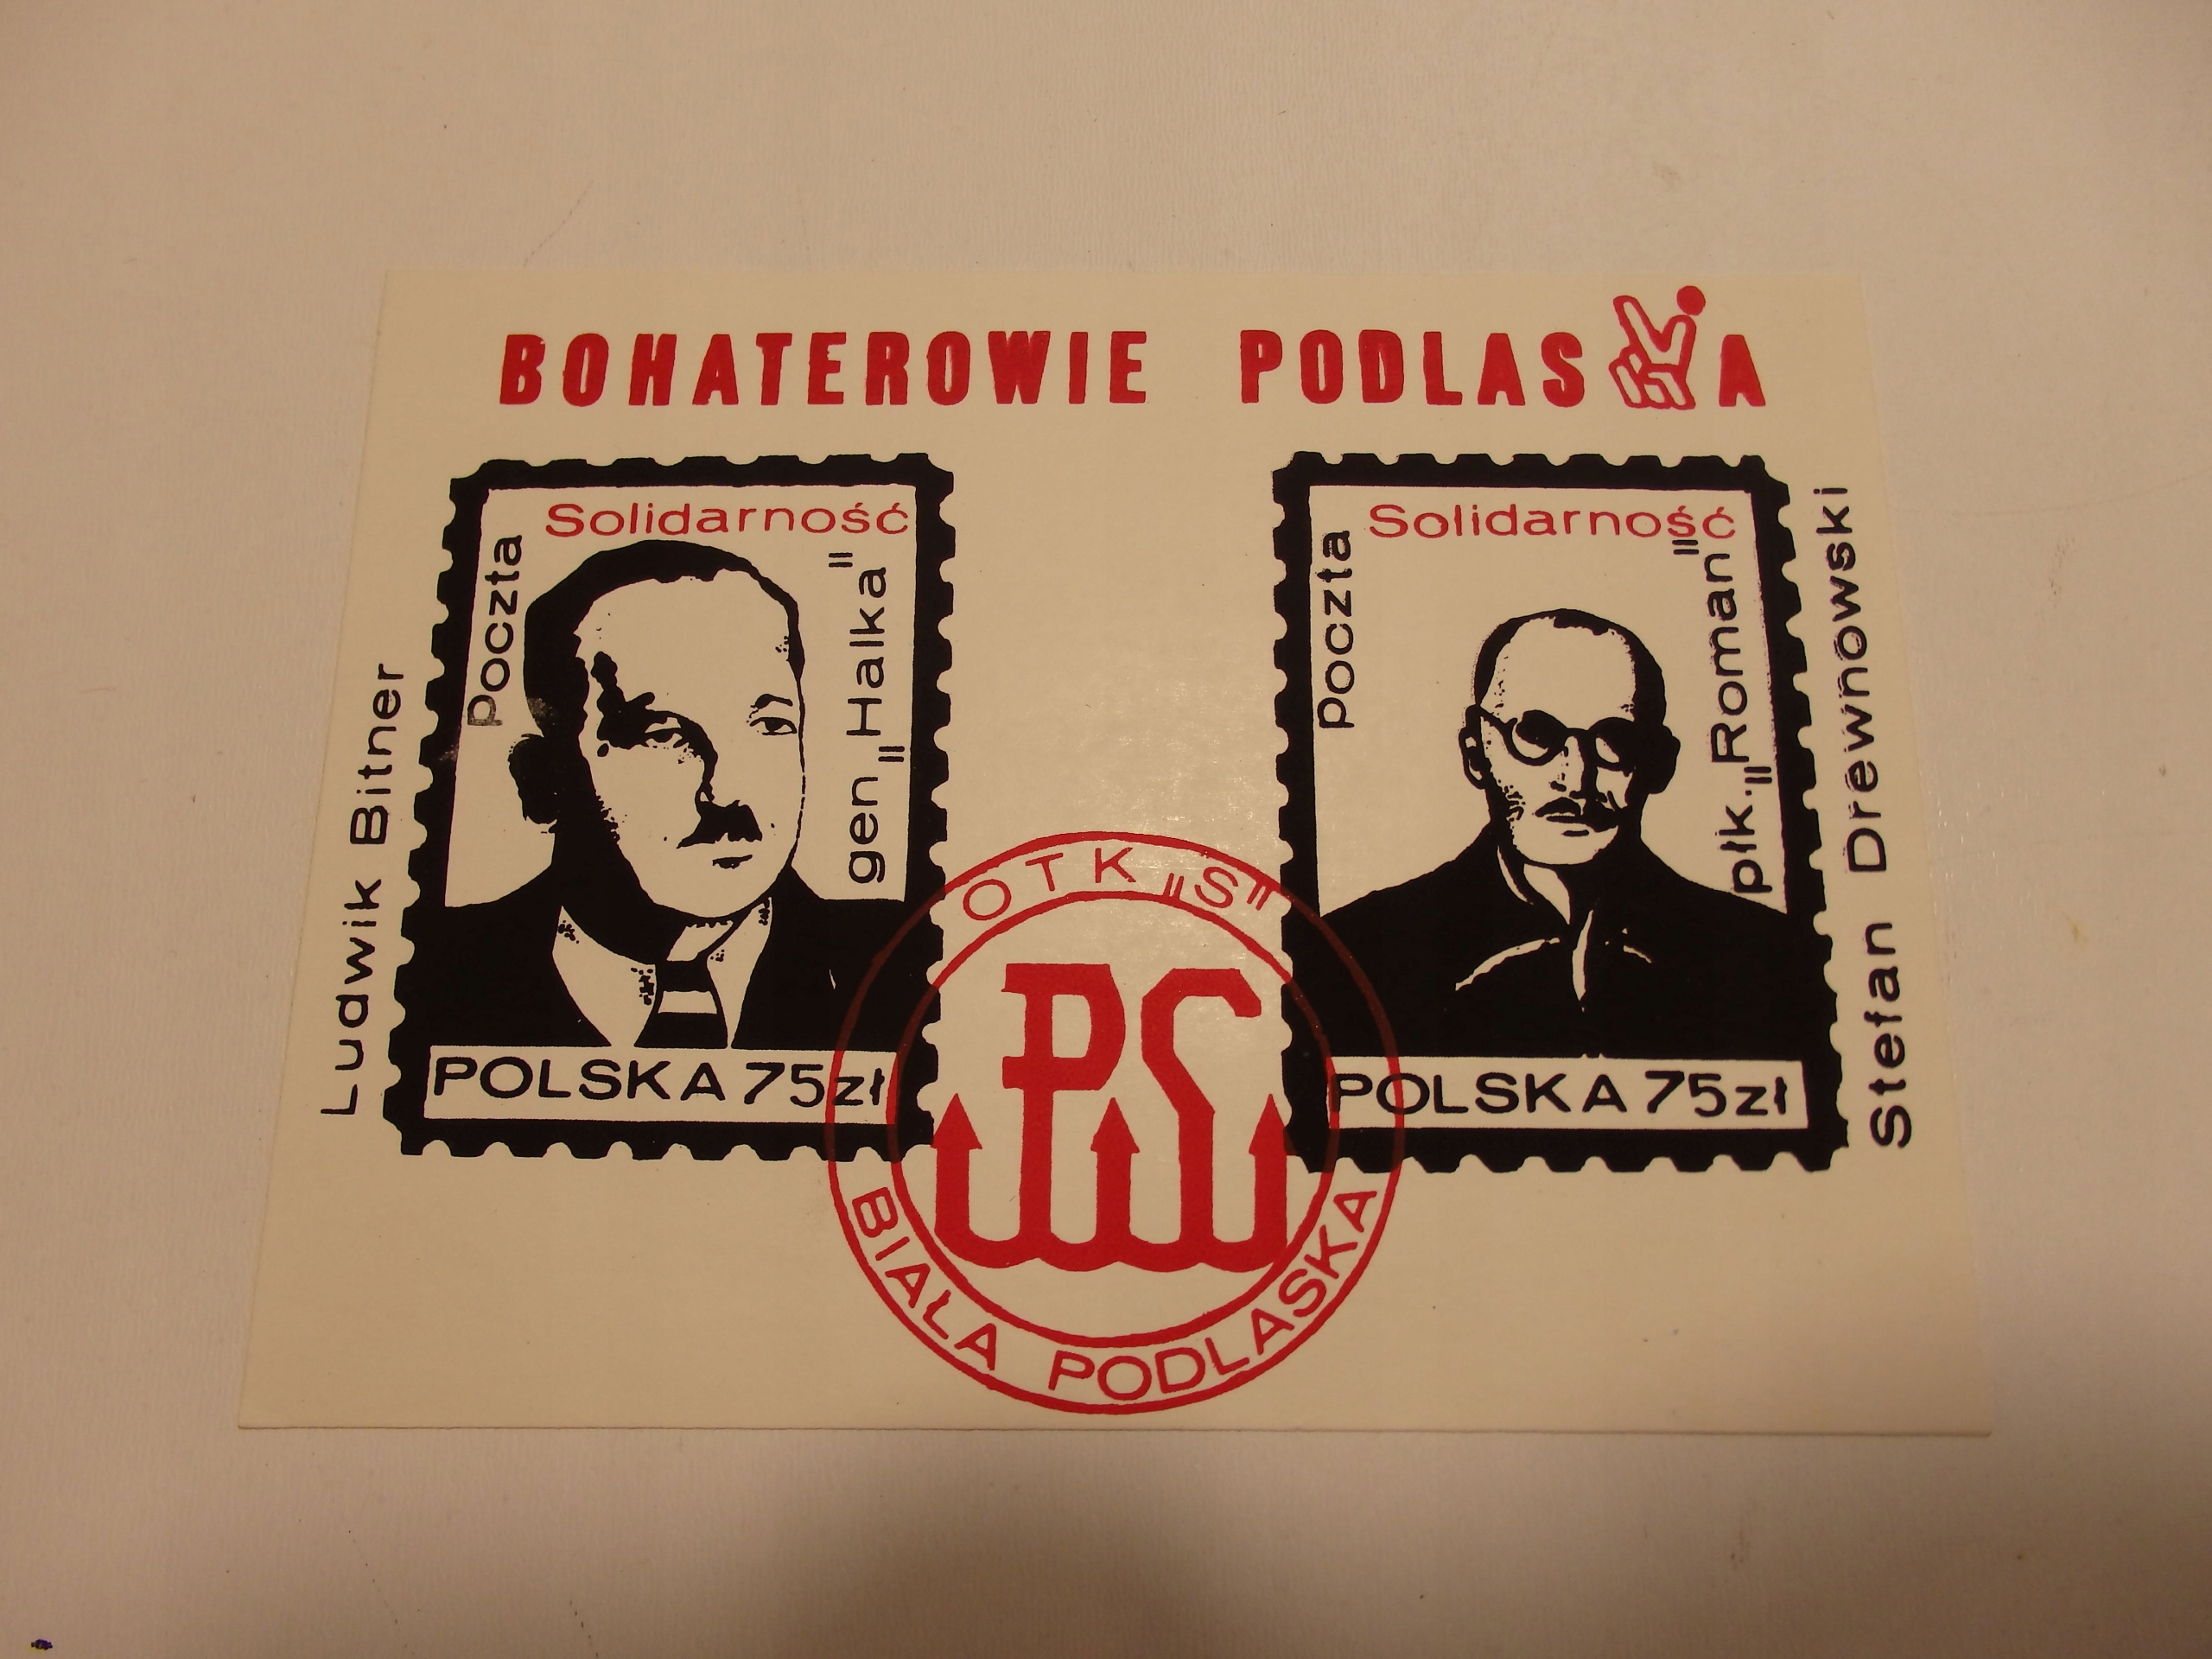 BOHATEROWIE PODLASKA
Ludwik Bitner
Poczta
Solidarność
gen „Halka"
POLSKA 75zł
Poczta
Solidarność
płk. „Roman"
POLSKA 75zł
Stefan Drewnowski
OTK „S"
PS
BIAŁA PODLASKA